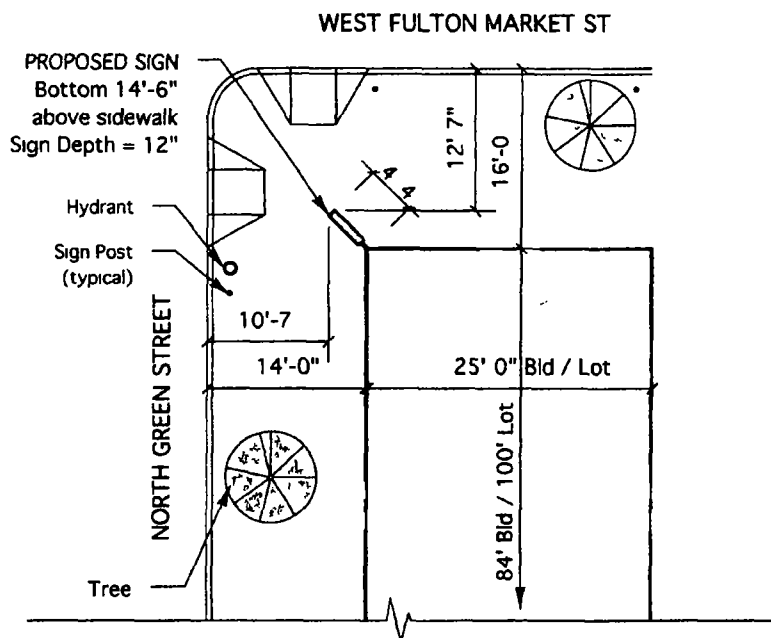 WEST FULTON MARKET ST
PROPOSED SIGN
Bottom 14'-6"
above sidewalk
Sign Depth = 12"
Hydrant
Sign Post
(typical)
12' 7"
16'-0
4
4
10'-7
14'-0"
25' 0" Bld / Lot
NORTH GREEN STREET
84' Bld / 100' Lot
Tree